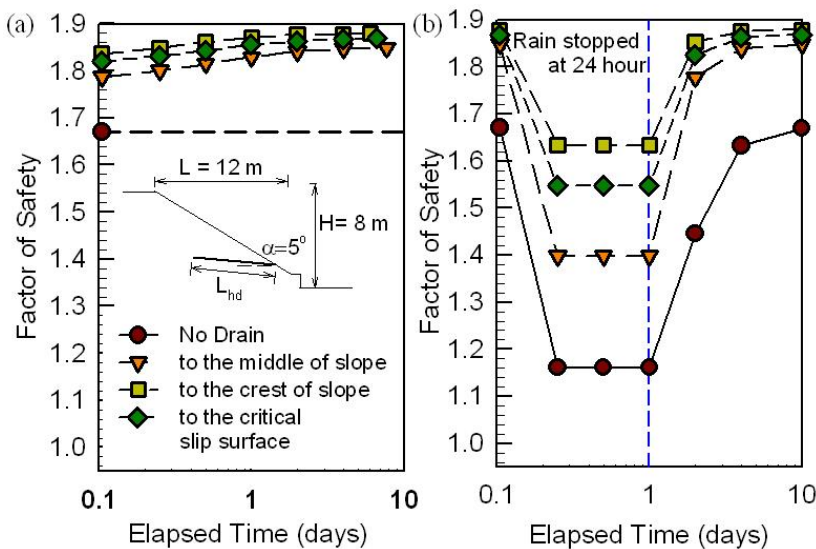 (a)
1.9
1.8
1.7
1.6
1.5
1.4
1.3
1.2
1.1
1.0
Factor of Safety
L = 12 m
H= 8 m
α=5°
Lhd
No Drain
to the middle of slope
to the crest of slope
to the critical
slip surface
0.1
1
10
Elapsed Time (days)
(b)
1.9
1.8
1.7
1.6
1.5
1.4
1.3
1.2
1.1
1.0
Factor of Safety
Rain stopped
at 24 hour
0.1
1
10
Elapsed Time (days)